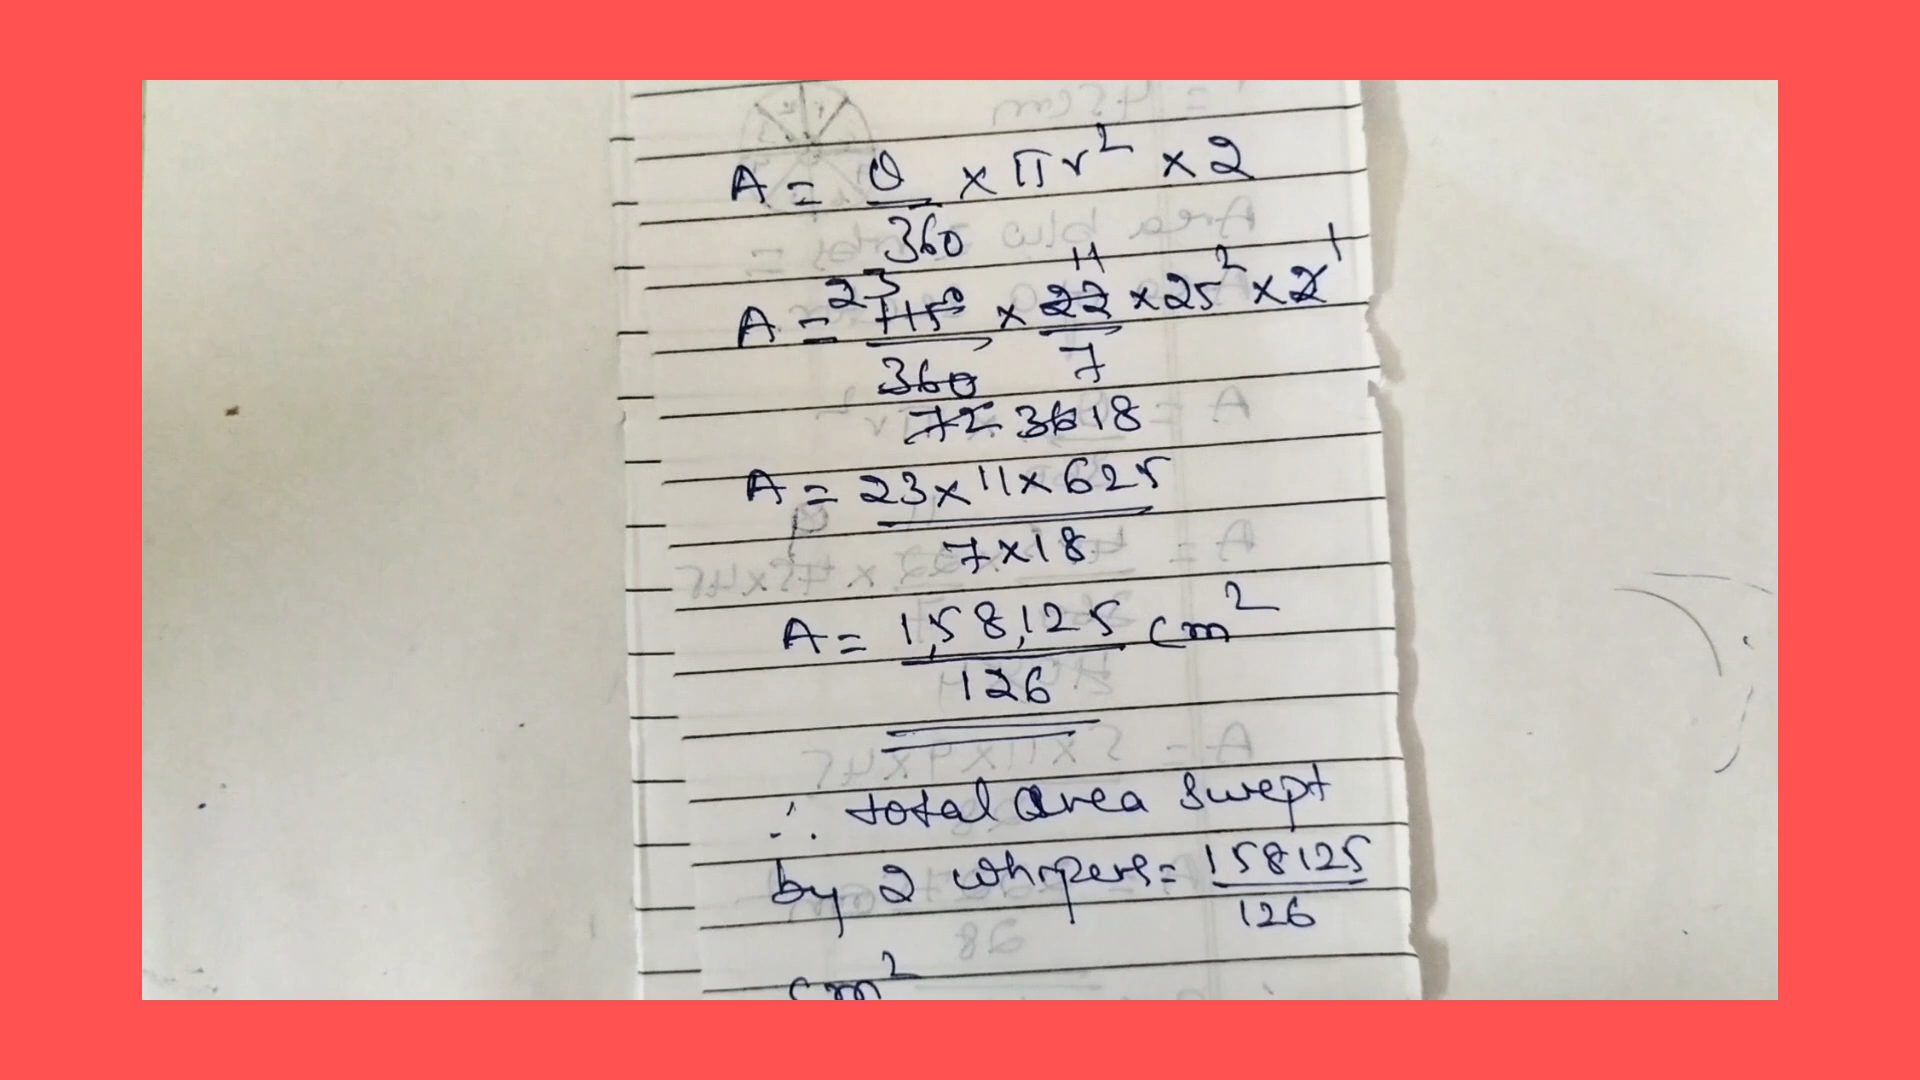 A = θ/360 × πr² × 2
A = 23 115°/360 × 11 22/7 × 25² × 2 1
72 36 18
A = 23×11×625/7×18
A = 1,58,125/126 cm²
∴ total area swept
by 2 whipers = 158125/126
cm²